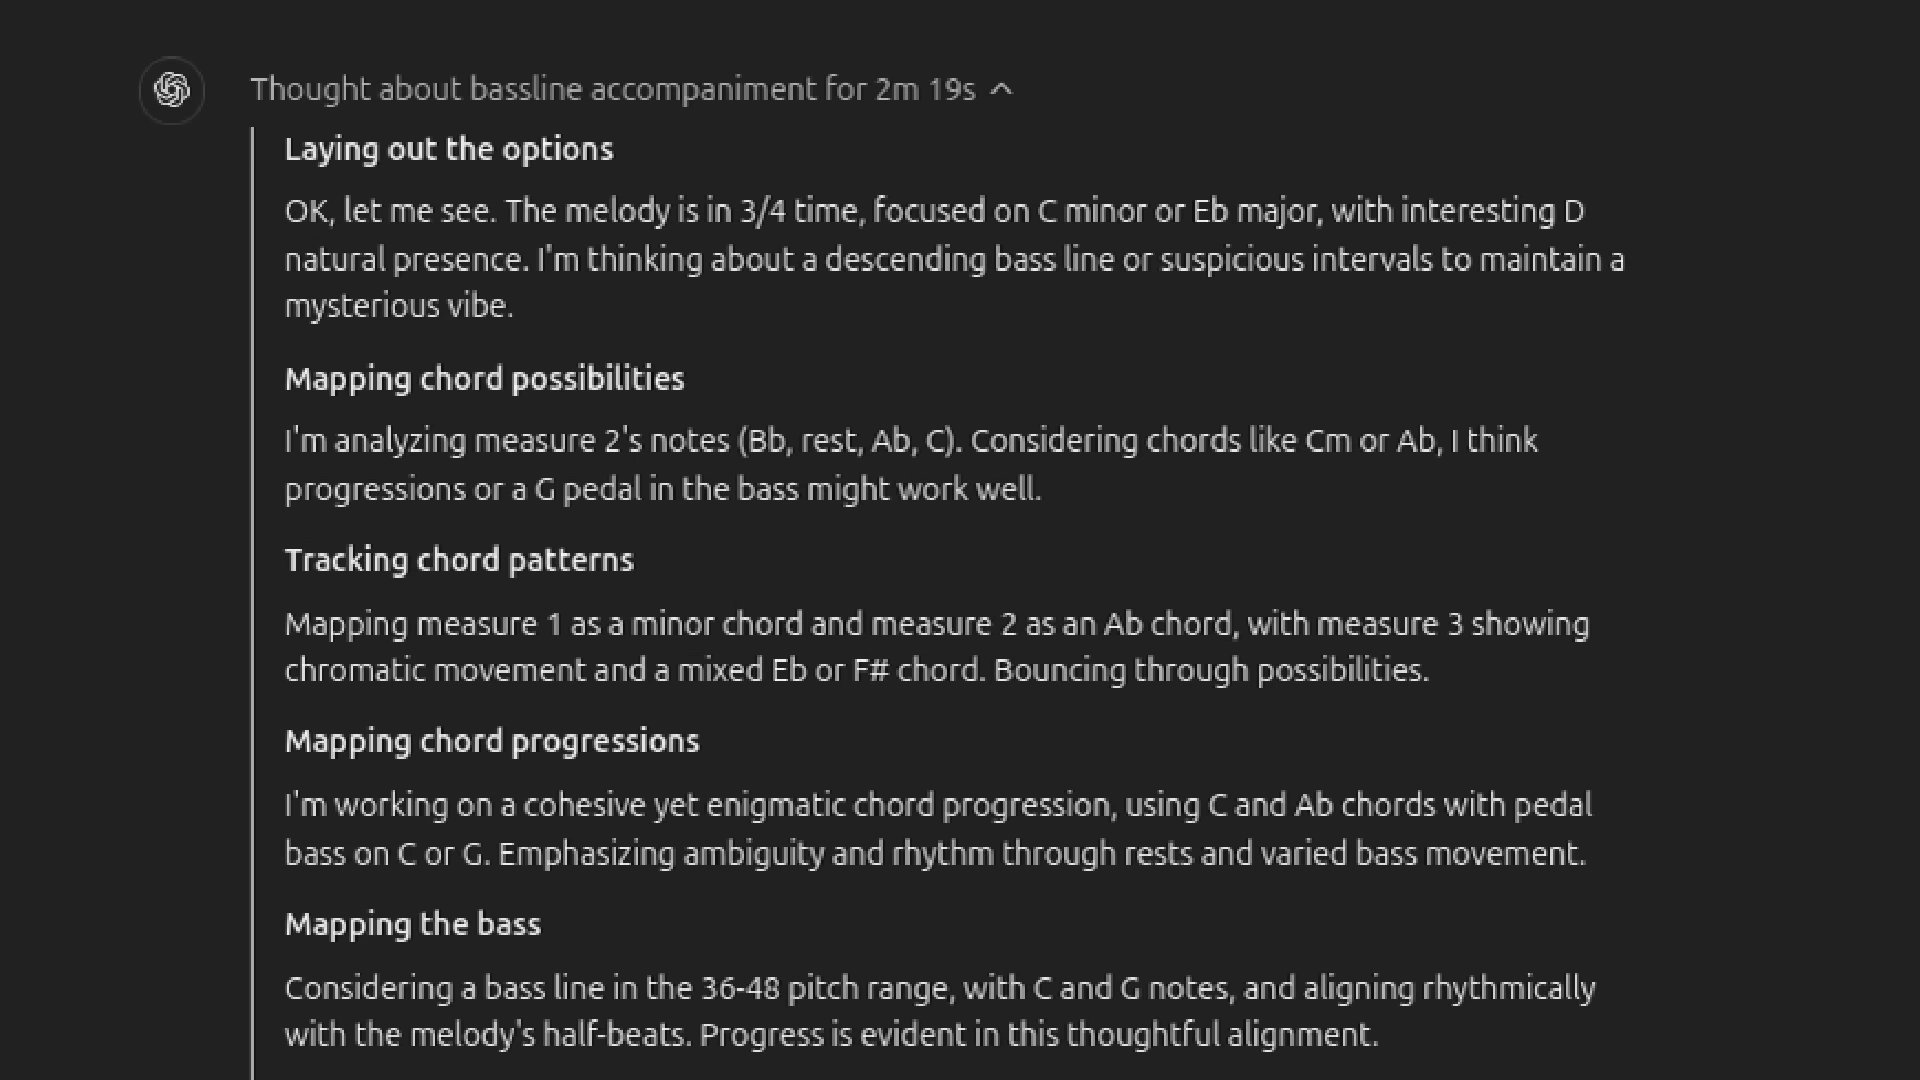 Thought about bassline accompaniment for 2m 19s
Laying out the options
OK, let me see. The melody is in 3/4 time, focused on C minor or Eb major, with interesting D
natural presence. I'm thinking about a descending bass line or suspicious intervals to maintain a
mysterious vibe.
Mapping chord possibilities
I'm analyzing measure 2's notes (Bb, rest, Ab, C). Considering chords like Cm or Ab, I think
progressions or a G pedal in the bass might work well.
Tracking chord patterns
Mapping measure 1 as a minor chord and measure 2 as an Ab chord, with measure 3 showing
chromatic movement and a mixed Eb or F# chord. Bouncing through possibilities.
Mapping chord progressions
I'm working on a cohesive yet enigmatic chord progression, using C and Ab chords with pedal
bass on C or G. Emphasizing ambiguity and rhythm through rests and varied bass movement.
Mapping the bass
Considering a bass line in the 36-48 pitch range, with C and G notes, and aligning rhythmically
with the melody's half-beats. Progress is evident in this thoughtful alignment.